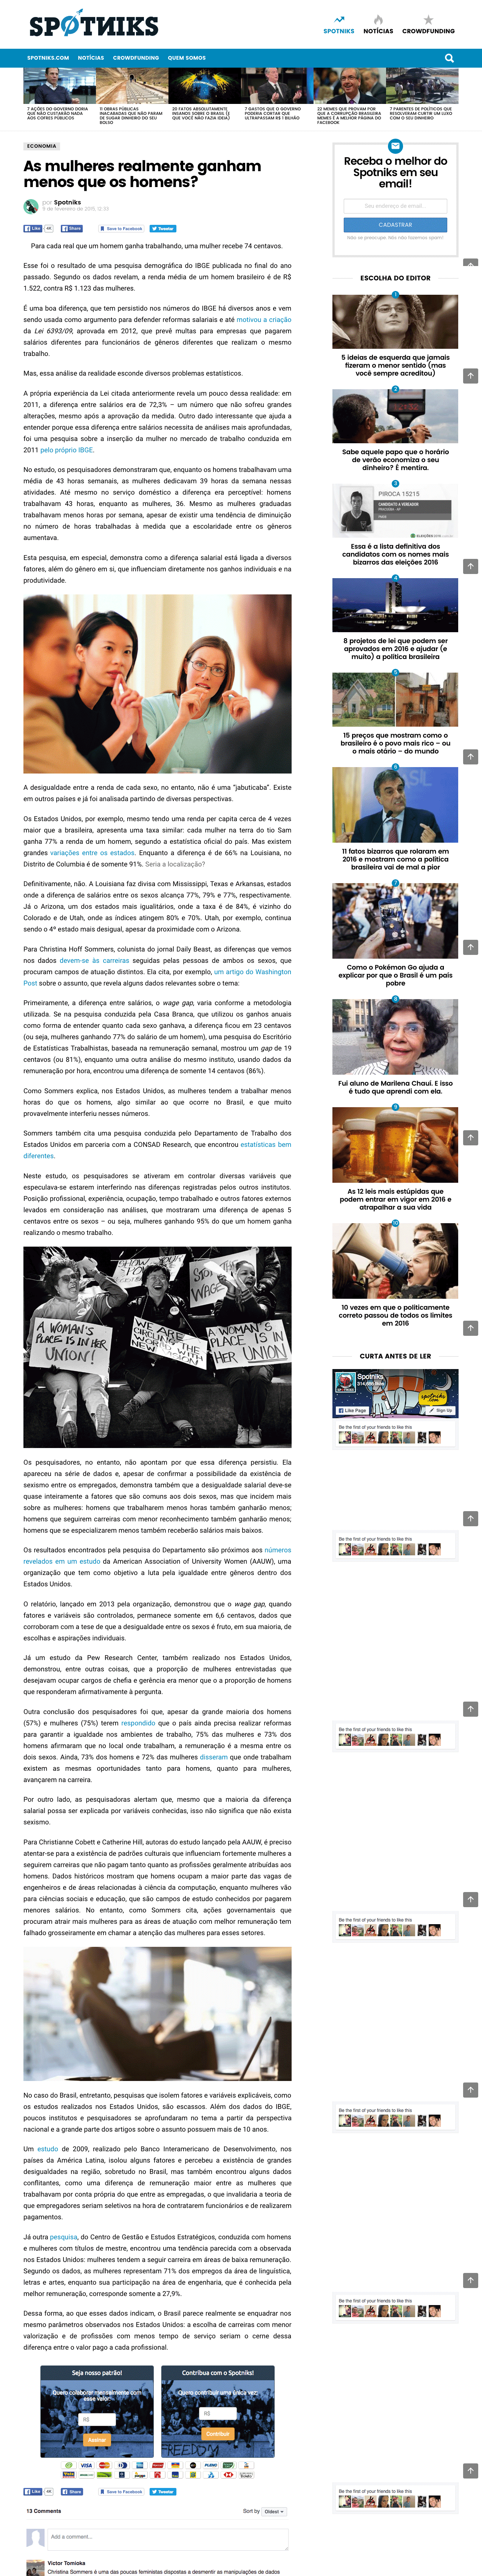 SPOTNIKS
SPOTNIKS
NOTÍCIAS
CROWDFUNDING
SPOTNIKS.COM
NOTÍCIAS
CROWDFUNDING
QUEM SOMOS
7 AÇÕES DO GOVERNO DORIA
QUE NÃO CUSTARÃO NADA
AOS COFRES PÚBLICOS
11 OBRAS PÚBLICAS
INACABADAS QUE NÃO PARAM
DE SUGAR DINHEIRO DO SEU
BOLSO
20 FATOS ABSOLUTAMENTE
INSANOS SOBRE O BRASIL (E
QUE VOCÊ NÃO FAZIA IDEIA)
7 GASTOS QUE O GOVERNO
PODERIA CORTAR QUE
ULTRAPASSAM R$ 1 BILHÃO
22 MEMES QUE PROVAM POR
QUE A CORRUPÇÃO BRASILEIRA
MEMES É A MELHOR PÁGINA DO
FACEBOOK
7 PARENTES DE POLÍTICOS QUE
RESOLVERAM CURTIR UM LUXO
COM O SEU DINHEIRO
ECONOMIA
As mulheres realmente ganham
menos que os homens?
por Spotniks
11 de fevereiro de 2015, 12:35
Like 4K Share Save to Facebook Tweetar
Para cada real que um homem ganha trabalhando, uma mulher recebe 74 centavos.
Esse foi o resultado de uma pesquisa demográfica do IBGE publicada no final do ano
passado. Segundo os dados revelam, a renda média de um homem brasileiro é de R$
1.522, contra R$ 1.123 das mulheres.
É uma boa diferença, que tem persistido nos números do IBGE há diversos anos e vem
sendo usada como argumento para defender reformas salariais e até motivou a criação
da Lei 6393/09, aprovada em 2012, que prevê multas para empresas que pagarem
salários diferentes para funcionários de gêneros diferentes que realizam o mesmo
trabalho.
Mas, essa análise da realidade esconde diversos problemas estatísticos.
A própria experiência da Lei citada anteriormente revela um pouco dessa realidade: em
2011, a diferença entre salários era de 72,3% – um número que não sofreu grandes
alterações, mesmo após a aprovação da medida. Outro dado interessante que ajuda a
entender porque essa diferença entre salários necessita de análises mais aprofundadas,
foi uma pesquisa sobre a inserção da mulher no mercado de trabalho conduzida em
2011 pelo próprio IBGE.
No estudo, os pesquisadores demonstraram que, enquanto os homens trabalhavam uma
média de 43 horas semanais, as mulheres dedicavam 39 horas da semana nessas
atividades. Até mesmo no serviço doméstico a diferença era perceptível: homens
trabalhavam 43 horas, enquanto as mulheres, 36. Mesmo as mulheres graduadas
trabalhavam menos horas por semana, apesar de existir uma tendência de diminuição
no número de horas trabalhadas à medida que a escolaridade entre os gêneros
aumentava.
Esta pesquisa, em especial, demonstra como a diferença salarial está ligada a diversos
fatores, além do gênero em si, que influenciam diretamente nos ganhos individuais e na
produtividade.
A desigualdade entre a renda de cada sexo, no entanto, não é uma "jabuticaba". Existe
em outros países e já foi analisada partindo de diversas perspectivas.
Os Estados Unidos, por exemplo, mesmo tendo uma renda per capita cerca de 4 vezes
maior que a brasileira, apresenta uma taxa similar: cada mulher na terra do tio Sam
ganha 77% a renda de um homem, segundo a estatística oficial do país. Mas existem
grandes variações entre os estados. Enquanto a diferença é de 66% na Louisiana, no
Distrito de Columbia é de somente 91%. Seria a localização?
Definitivamente, não. A Louisiana faz divisa com Mississippi, Texas e Arkansas, estados
onde a diferença de salários entre os sexos alcança 77%, 79% e 77%, respectivamente.
Já o Arizona, um dos estados mais igualitários, onde a taxa é de 84%, é vizinho do
Colorado e de Utah, onde as índices atingem 80% e 70%. Utah, por exemplo, continua
sendo o 4º estado mais desigual, apesar da proximidade com o Arizona.
Para Christina Hoff Sommers, colunista do jornal Daily Beast, as diferenças que vemos
nos dados devem-se às carreiras seguidas pelas pessoas de ambos os sexos, que
procuram campos de atuação distintos. Ela cita, por exemplo, um artigo do Washington
Post sobre o assunto, que revela alguns dados relevantes sobre o tema:
Primeiramente, a diferença entre salários, o wage gap, varia conforme a metodologia
utilizada. Se na pesquisa conduzida pela Casa Branca, que utilizou os ganhos anuais
como forma de entender quanto cada sexo ganhava, a diferença ficou em 23 centavos
(ou seja, mulheres ganhando 77% do salário de um homem), uma pesquisa do Escritório
de Estatísticas Trabalhistas, baseada na remuneração semanal, mostrou um gap de 19
centavos (ou 81%), enquanto uma outra análise do mesmo instituto, usando dados da
remuneração por hora, encontrou uma diferença de somente 14 centavos (86%).
Como Sommers explica, nos Estados Unidos, as mulheres tendem a trabalhar menos
horas do que os homens, algo similar ao que ocorre no Brasil, e que muito
provavelmente interferiu nesses números.
Sommers também cita uma pesquisa conduzida pelo Departamento de Trabalho dos
Estados Unidos em parceria com a CONSAD Research, que encontrou estatísticas bem
diferentes.
Neste estudo, os pesquisadores se ativeram em controlar diversas variáveis que
especulava-se estarem interferindo nas diferenças registradas pelos outros institutos.
Posição profissional, experiência, ocupação, tempo trabalhado e outros fatores externos
levados em consideração nas análises, que mostraram uma diferença de apenas 5
centavos entre os sexos – ou seja, mulheres ganhando 95% do que um homem ganha
realizando o mesmo trabalho.
A WOMAN'S
PLACE IS IN HER
UNION!
STOP THE
WAGE
A WOMAN'S
PLACE IS IN HER
UNION
Os pesquisadores, no entanto, não apontam por que essa diferença persistiu. Ela
apareceu na série de dados e, apesar de confirmar a possibilidade da existência de
sexismo entre os empregados, demonstra também que a desigualdade salarial deve-se
quase inteiramente a fatores que são comuns aos dois sexos, mas que incidem mais
sobre as mulheres: homens que trabalharem menos horas também ganharão menos;
homens que seguirem carreiras com menor reconhecimento também ganharão menos;
homens que se especializarem menos também receberão salários mais baixos.
Os resultados encontrados pela pesquisa do Departamento são próximos aos números
revelados em um estudo da American Association of University Women (AAUW), uma
organização que tem como objetivo a luta pela igualdade entre gêneros dentro dos
Estados Unidos.
O relatório, lançado em 2013 pela organização, demonstrou que o wage gap, quando
fatores e variáveis são controlados, permanece somente em 6,6 centavos, dados que
corroboram com a tese de que a desigualdade entre os sexos é fruto, em sua maioria, de
escolhas e aspirações individuais.
Já um estudo da Pew Research Center, também realizado nos Estados Unidos,
demonstrou, entre outras coisas, que a proporção de mulheres entrevistadas que
desejavam ocupar cargos de chefia e gerência era menor que o a proporção de homens
que responderam afirmativamente à pergunta.
Outra conclusão dos pesquisadores foi que, apesar da grande maioria dos homens
(57%) e mulheres (75%) terem respondido que o país ainda precisa realizar reformas
para garantir a igualdade nos ambientes de trabalho, 75% das mulheres e 73% dos
homens afirmaram que no local onde trabalham, a remuneração é a mesma entre os
dois sexos. Ainda, 73% dos homens e 72% das mulheres disseram que onde trabalham
existem as mesmas oportunidades tanto para homens, quanto para mulheres,
avançarem na carreira.
Por outro lado, as pesquisadoras alertam que, mesmo que a maioria da diferença
salarial possa ser explicada por variáveis conhecidas, isso não significa que não exista
sexismo.
Para Christianne Cobett e Catherine Hill, autoras do estudo lançado pela AAUW, é preciso
atentar-se para a existência de padrões culturais que influenciam fortemente mulheres a
seguirem carreiras que não pagam tanto quanto as profissões geralmente atribuídas aos
homens. Dados históricos mostram que homens ocupam a maior parte das vagas de
engenheiros e de áreas relacionadas à ciência da computação, enquanto mulheres vão
para ciências sociais e educação, que são campos de estudo conhecidos por pagarem
menores salários. No entanto, como Sommers cita, ações governamentais que
procuram atrair mais mulheres para as áreas de atuação com melhor remuneração tem
falhado grosseiramente em chamar a atenção das mulheres para esses setores.
No caso do Brasil, entretanto, pesquisas que isolem fatores e variáveis explicáveis, como
os estudos realizados nos Estados Unidos, são escassos. Além dos dados do IBGE,
poucos institutos e pesquisadores se aprofundaram no tema a partir da perspectiva
nacional e a grande parte dos artigos sobre o assunto possuem mais de 10 anos.
Um estudo de 2009, realizado pelo Banco Interamericano de Desenvolvimento, nos
países da América Latina, isolou alguns fatores e percebeu a existência de grandes
desigualdades na região, sobretudo no Brasil, mas também encontrou alguns dados
conflitantes, como uma diferença de remuneração maior entre as mulheres que
trabalhavam por conta própria do que entre as empregadas, o que invalidaria a teoria de
que empregadores seriam seletivos na hora de contratarem funcionários e de realizarem
pagamentos.
Já outra pesquisa, do Centro de Gestão e Estudos Estratégicos, conduzida com homens
e mulheres com títulos de mestre, encontrou uma tendência parecida com a observada
nos Estados Unidos: mulheres tendem a seguir carreira em áreas de baixa remuneração.
Segundo os dados, as mulheres representam 71% dos empregos da área de linguística,
letras e artes, enquanto sua participação na área de engenharia, que é conhecida pela
melhor remuneração, corresponde somente a 27,9%.
Dessa forma, ao que esses dados indicam, o Brasil parece realmente se enquadrar nos
mesmo parâmetros observados nos Estados Unidos: a escolha de carreiras com menor
valorização e de profissões com menos tempo de serviço seriam o cerne dessa
diferença entre o valor pago a cada profissional.
Seja nosso patrão!
Quero colaborar mensalmente com
esse valor:
R$
Assinar
Contribua com o Spotniks!
Quero contribuir uma única vez:
R$
Contribuir
FREEDOM
Like 4K Share Save to Facebook Tweetar
13 Comments
Sort by Oldest
Add a comment...
Victor Tomioka
Christina Sommers é uma das poucas feministas dispostas a desmentir as manipulações de dados
Receba o melhor do
Spotniks em seu
email!
Seu endereço de email...
CADASTRAR
Não se preocupe. Nós não fazemos spam!
ESCOLHA DO EDITOR
1
5 ideias de esquerda que jamais
fizeram o menor sentido (mas
você sempre acreditou)
2
Sabe aquele papo que o horário
de verão economiza o seu
dinheiro? É mentira.
3
PIROCA 15215
Essa é a lista definitiva dos
candidatos com os nomes mais
bizarros das eleições 2016
4
8 projetos de lei que podem ser
aprovados em 2016 e ajudar (e
muito) a política brasileira
5
15 preços que mostram como o
brasileiro é o povo mais rico – ou
o mais otário – do mundo
6
11 fatos bizarros que rolaram em
2016 e mostram como a política
brasileira vai de mal a pior
7
Como o Pokémon Go ajuda a
explicar por que o Brasil é um país
pobre
8
Fui aluno de Marilena Chauí. E isso
é tudo que aprendi com ela.
9
As 12 leis mais estúpidas que
podem entrar em vigor em 2016 e
atrapalhar a sua vida
10
10 vezes em que o politicamente
correto passou de todos os limites
em 2016
CURTA ANTES DE LER
Spotniks
Like Page
Sign Up
Be the first of your friends to like this
Be the first of your friends to like this
Be the first of your friends to like this
Be the first of your friends to like this
Be the first of your friends to like this
Be the first of your friends to like this
Be the first of your friends to like this